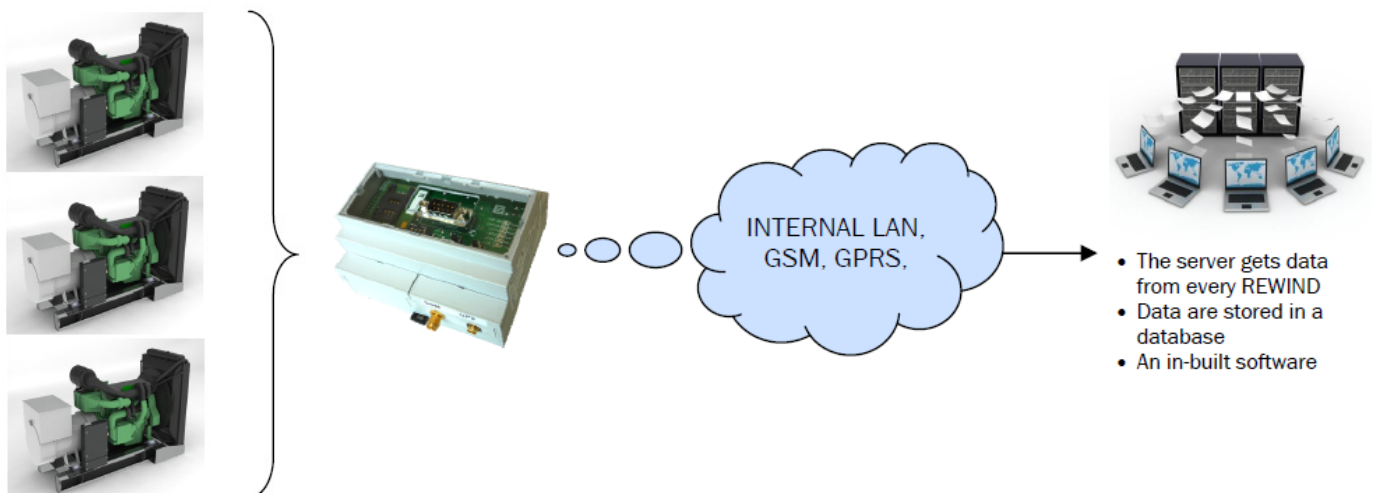 INTERNAL LAN,
GSM, GPRS,
• The server gets data
from every REWIND
• Data are stored in a
database
• An in-built software